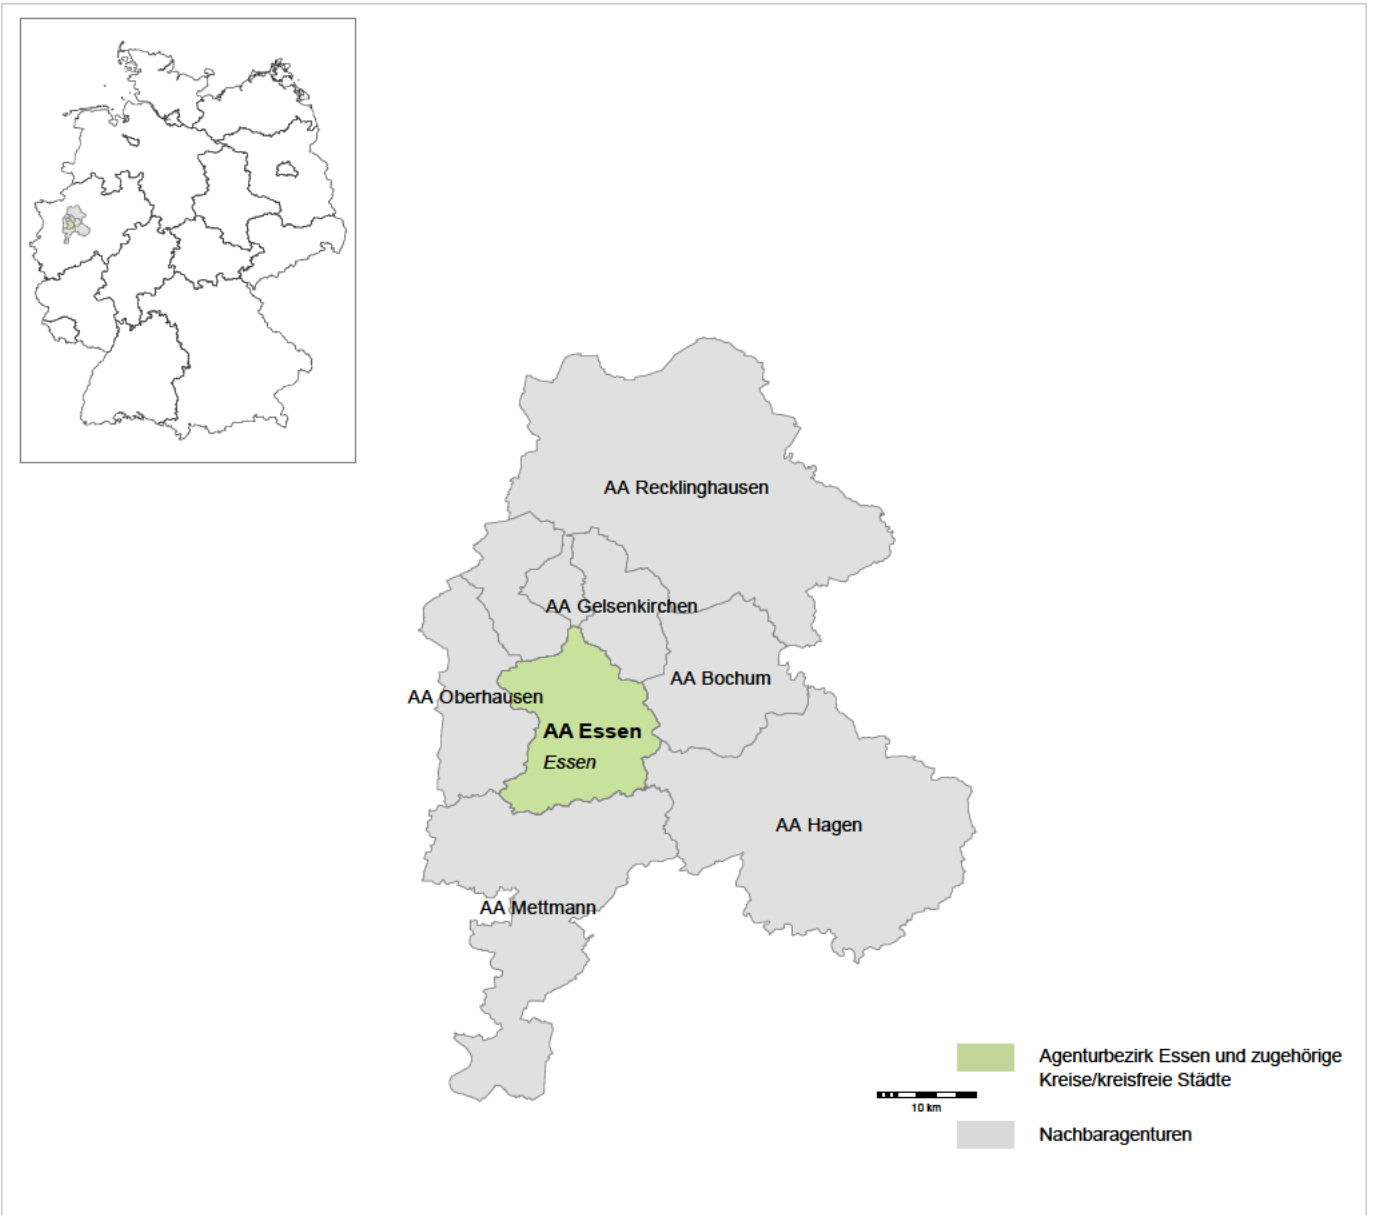 AA Recklinghausen
AA Gelsenkirchen
AA Bochum
AA Oberhausen
AA Essen
Essen
AA Hagen
AA Mettmann
Agenturbezirk Essen und zugehörige
Kreise/kreisfreie Städte
10 km
Nachbaragenturen